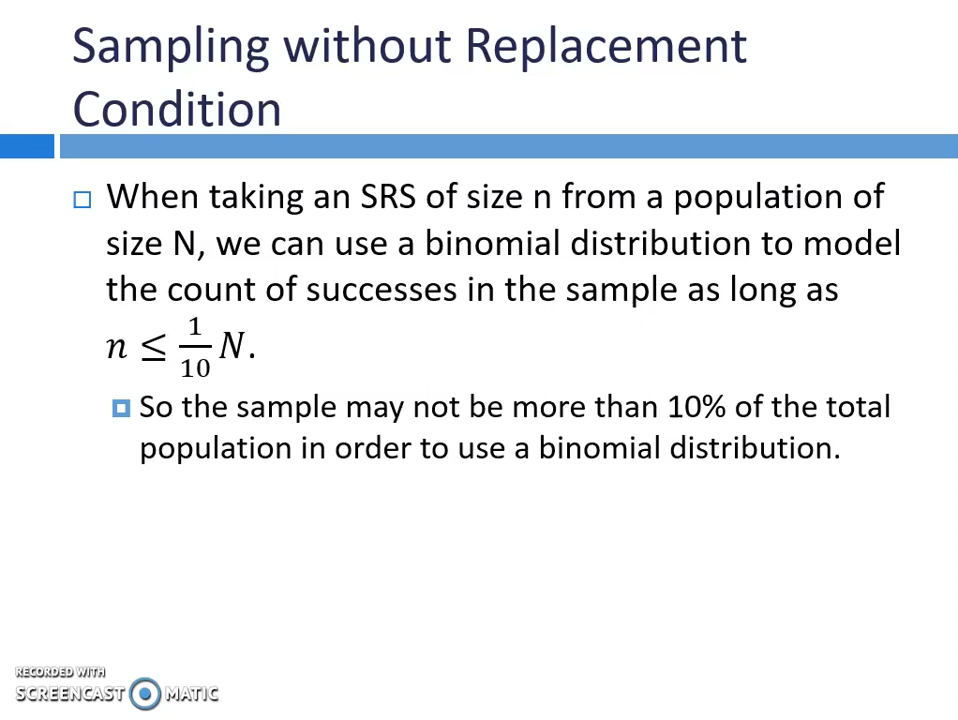 Sampling without Replacement
Condition
When taking an SRS of size n from a population of
size N, we can use a binomial distribution to model
the count of successes in the sample as long as
n ≤ 1/10 N.
So the sample may not be more than 10% of the total
population in order to use a binomial distribution.
RECORDED WITH
SCREENCAST MATIC